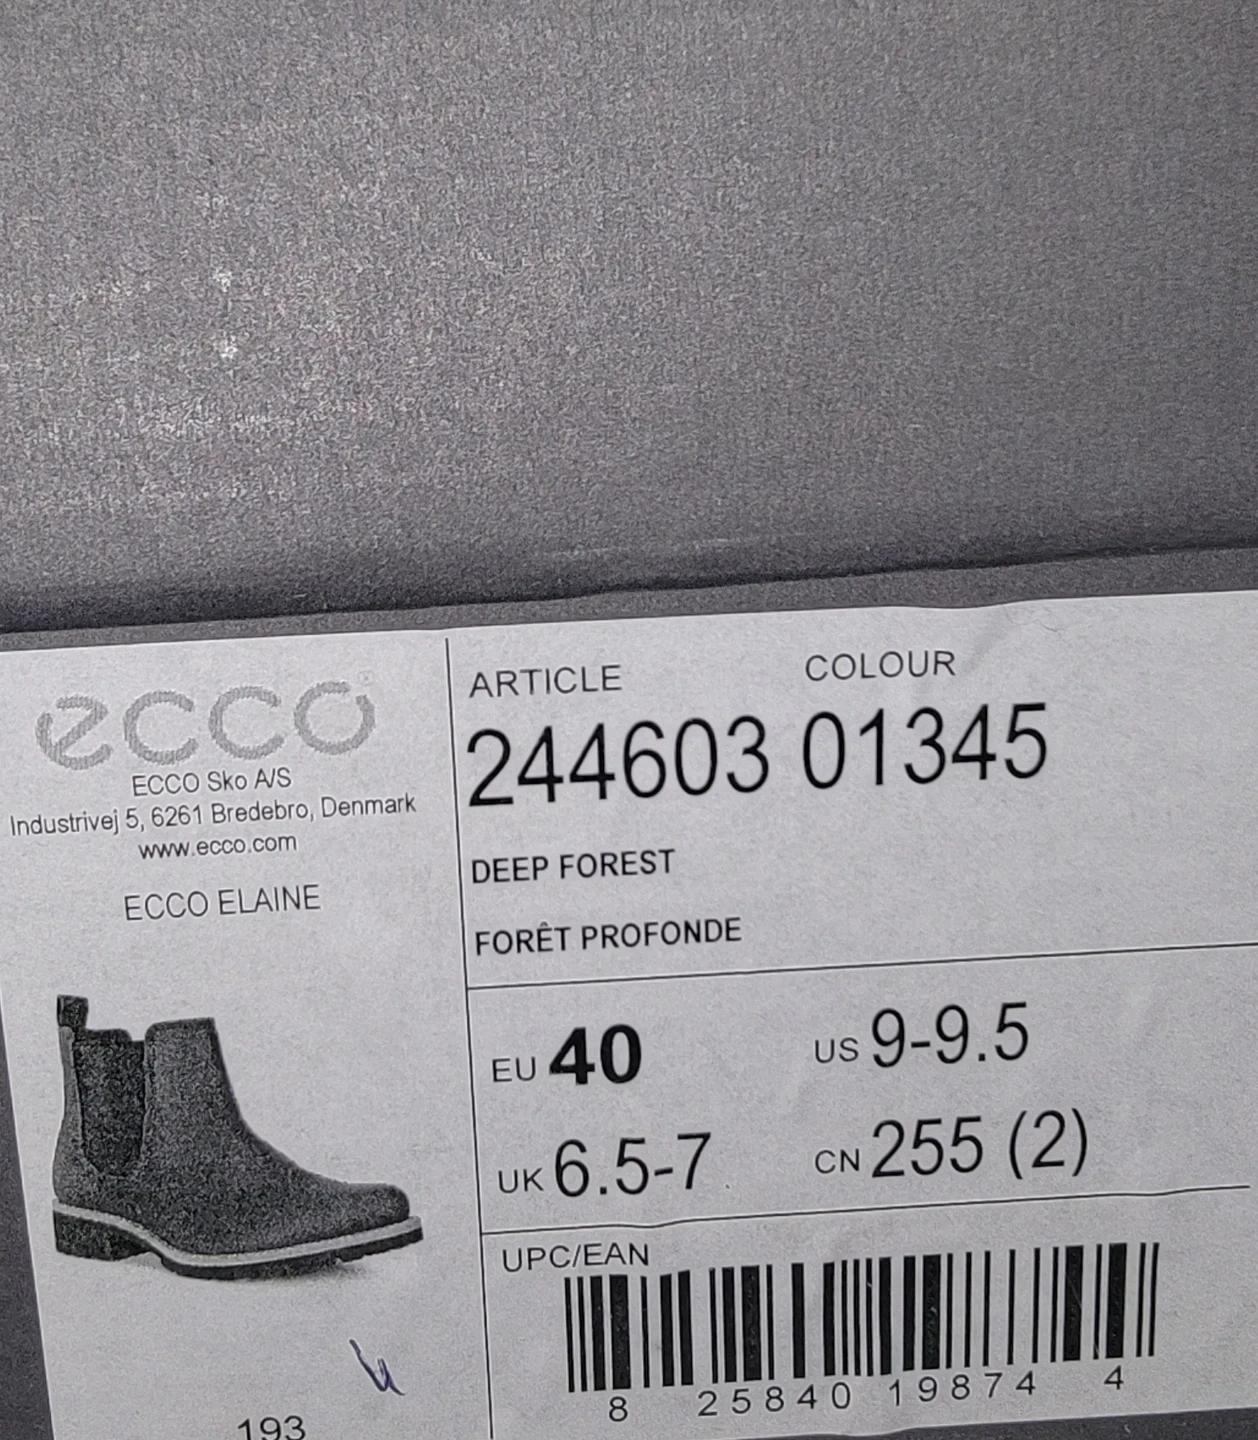 ecco
ECCO Sko A/S
Industrivej 5, 6261 Bredebro, Denmark
www.ecco.com
ECCO ELAINE
193
ARTICLE COLOUR
244603 01345
DEEP FOREST
FORÊT PROFONDE
EU 40 US 9-9.5
UK 6.5-7 CN 255 (2)
UPC/EAN
8 25840 19874 4